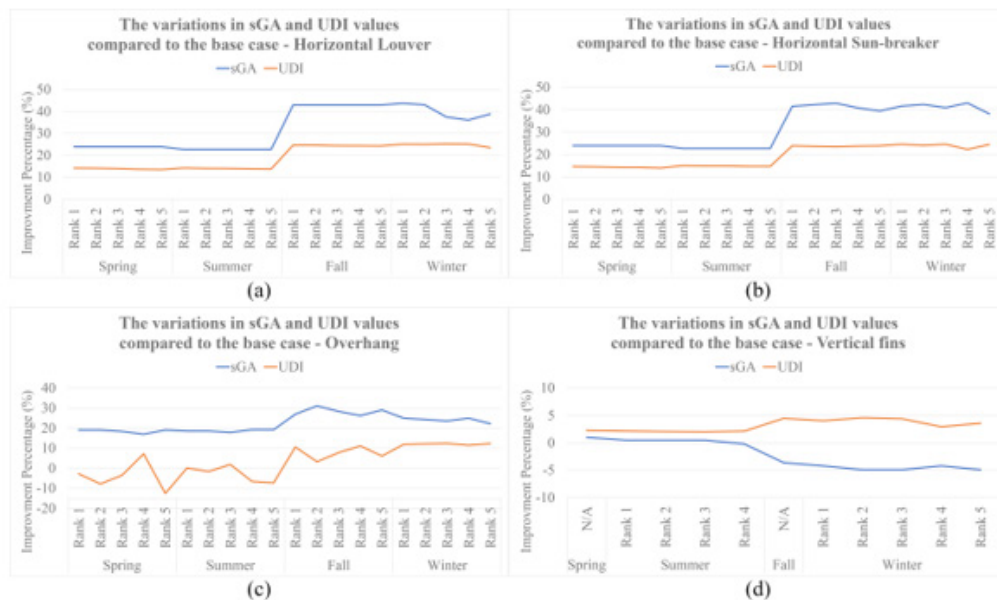 The variations in sGA and UDI values
compared to the base case - Horizontal Louver
sGA UDI
Improvment Percentage (%)
50
40
30
20
10
0
Rank 1 Rank 2 Rank 3 Rank 4 Rank 5 Rank 1 Rank 2 Rank 3 Rank 4 Rank 5 Rank 1 Rank 2 Rank 3 Rank 4 Rank 5 Rank 1 Rank 2 Rank 3 Rank 4 Rank 5
Spring Summer Fall Winter
(a)
The variations in sGA and UDI values
compared to the base case - Horizontal Sun-breaker
sGA UDI
Improvment Percentage (%)
50
40
30
20
10
0
Rank 1 Rank 2 Rank 3 Rank 4 Rank 5 Rank 1 Rank 2 Rank 3 Rank 4 Rank 5 Rank 1 Rank 2 Rank 3 Rank 4 Rank 5 Rank 1 Rank 2 Rank 3 Rank 4 Rank 5
Spring Summer Fall Winter
(b)
The variations in sGA and UDI values
compared to the base case - Overhang
sGA UDI
Improvment Percentage (%)
40
30
20
10
0
-10
-20
Rank 1 Rank 2 Rank 3 Rank 4 Rank 5 Rank 1 Rank 2 Rank 3 Rank 4 Rank 5 Rank 1 Rank 2 Rank 3 Rank 4 Rank 5 Rank 1 Rank 2 Rank 3 Rank 4 Rank 5
Spring Summer Fall Winter
(c)
The variations in sGA and UDI values
compared to the base case - Vertical fins
sGA UDI
Improvment Percentage (%)
10
5
0
-5
-10
N/A Rank 1 Rank 2 Rank 3 Rank 4 N/A Rank 1 Rank 2 Rank 3 Rank 4 Rank 5
Spring Summer Fall Winter
(d)